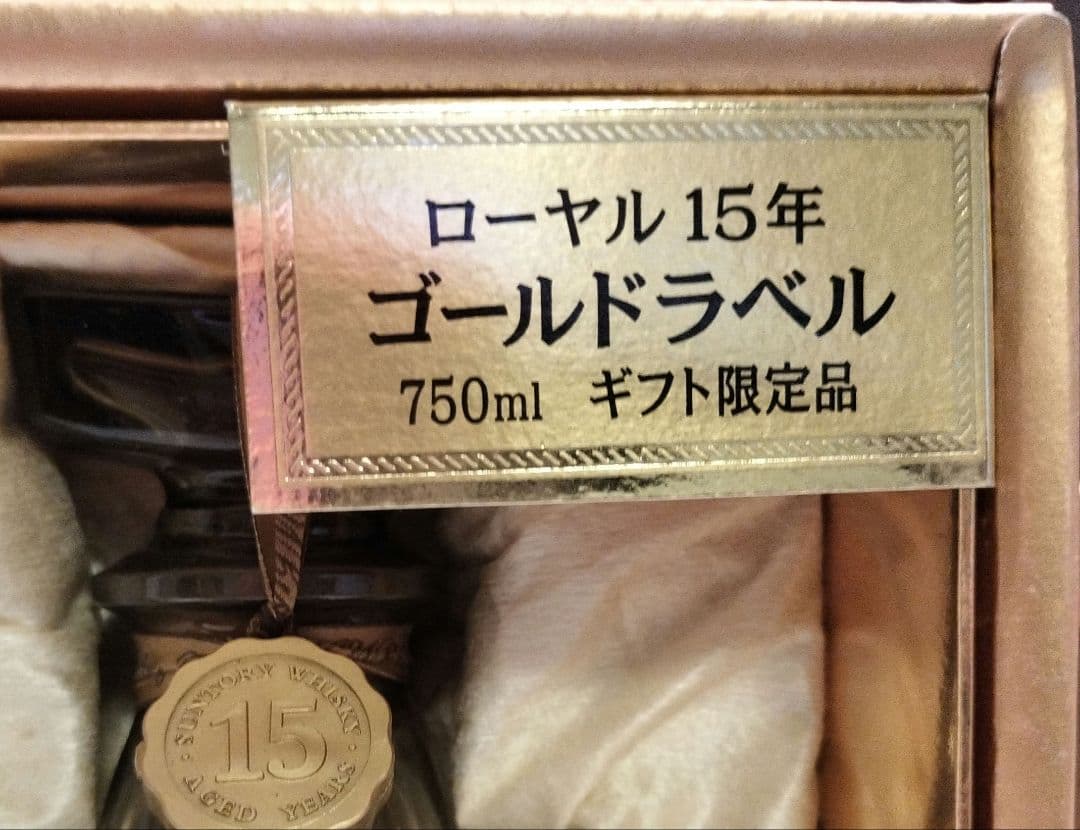 ローヤル 15年
ゴールドラベル
750ml ギフト限定品
SUNTORY WHISKY
15
AGED YEARS